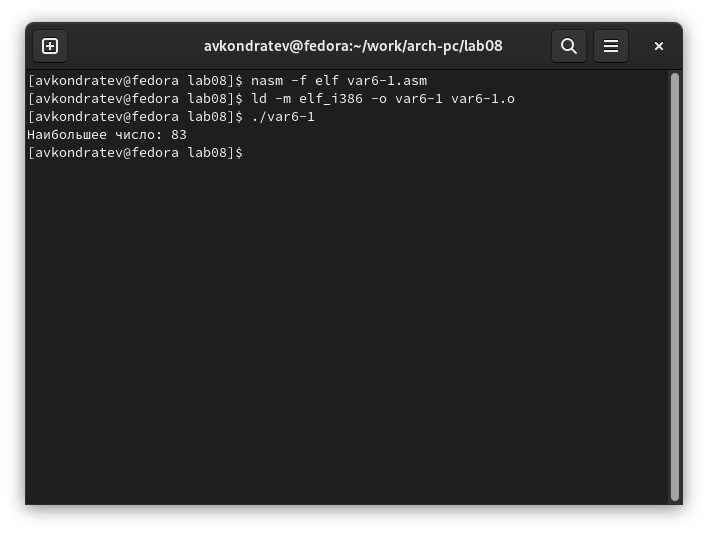 avkondratev@fedora:~/work/arch-pc/lab08
[avkondratev@fedora lab08]$ nasm -f elf var6-1.asm
[avkondratev@fedora lab08]$ ld -m elf_i386 -o var6-1 var6-1.o
[avkondratev@fedora lab08]$ ./var6-1
Наибольшее число: 83
[avkondratev@fedora lab08]$